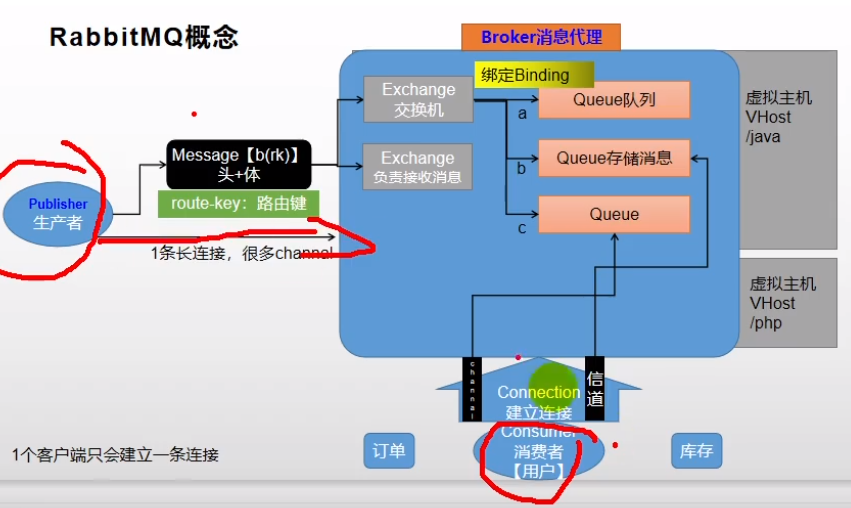 RabbitMQ概念
Broker消息代理
绑定Binding
Exchange
交换机
Queue队列
a
虚拟主机
VHost
/java
Message【b(rk)】
头+体
Exchange
负责接收消息
Queue存储消息
b
route-key：路由键
Publisher
生产者
Queue
c
1条长连接，很多channel
虚拟主机
VHost
/php
channal
信道
Connection
建立连接
Consumer
消费者
【用户】
订单
库存
1个客户端只会建立一条连接